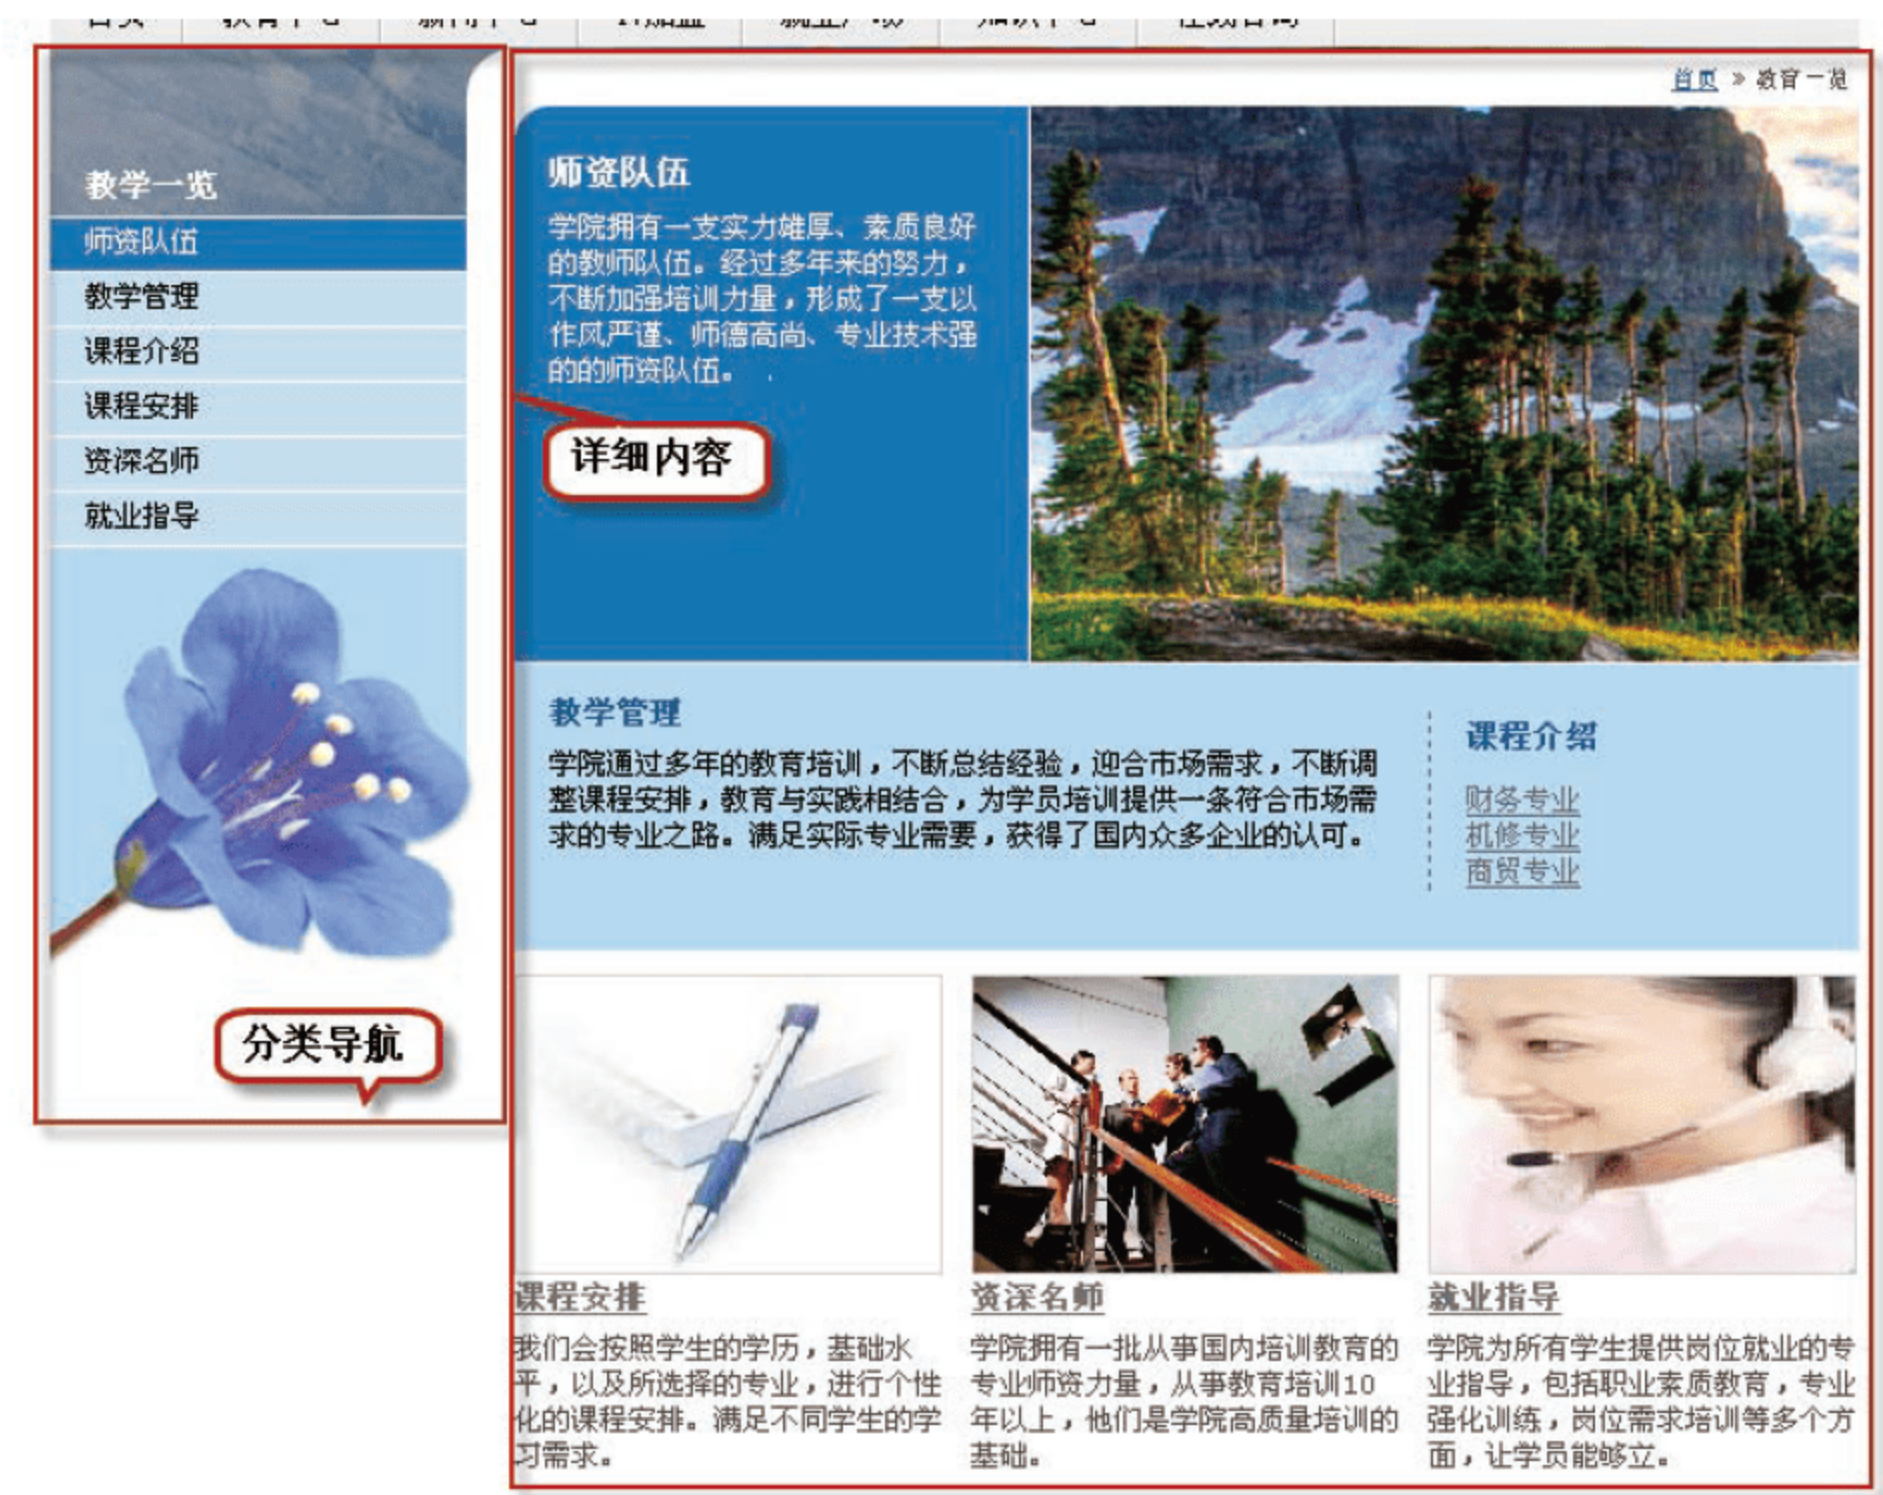 首页 » 教育一览
教学一览
师资队伍
教学管理
课程介绍
课程安排
资深名师
就业指导
分类导航
师资队伍
学院拥有一支实力雄厚、素质良好
的教师队伍。经过多年来的努力，
不断加强培训力量，形成了一支以
作风严谨、师德高尚、专业技术强
的的师资队伍。
详细内容
教学管理
学院通过多年的教育培训，不断总结经验，迎合市场需求，不断调
整课程安排，教育与实践相结合，为学员培训提供一条符合市场需
求的专业之路。满足实际专业需要，获得了国内众多企业的认可。
课程介绍
财务专业
机修专业
商贸专业
课程安排
我们会按照学生的学历，基础水
平，以及所选择的专业，进行个性
化的课程安排。满足不同学生的学
习需求。
资深名师
学院拥有一批从事国内培训教育的
专业师资力量，从事教育培训10
年以上，他们是学院高质量培训的
基础。
就业指导
学院为所有学生提供岗位就业的专
业指导，包括职业素质教育，专业
强化训练，岗位需求培训等多个方
面，让学员能够立。